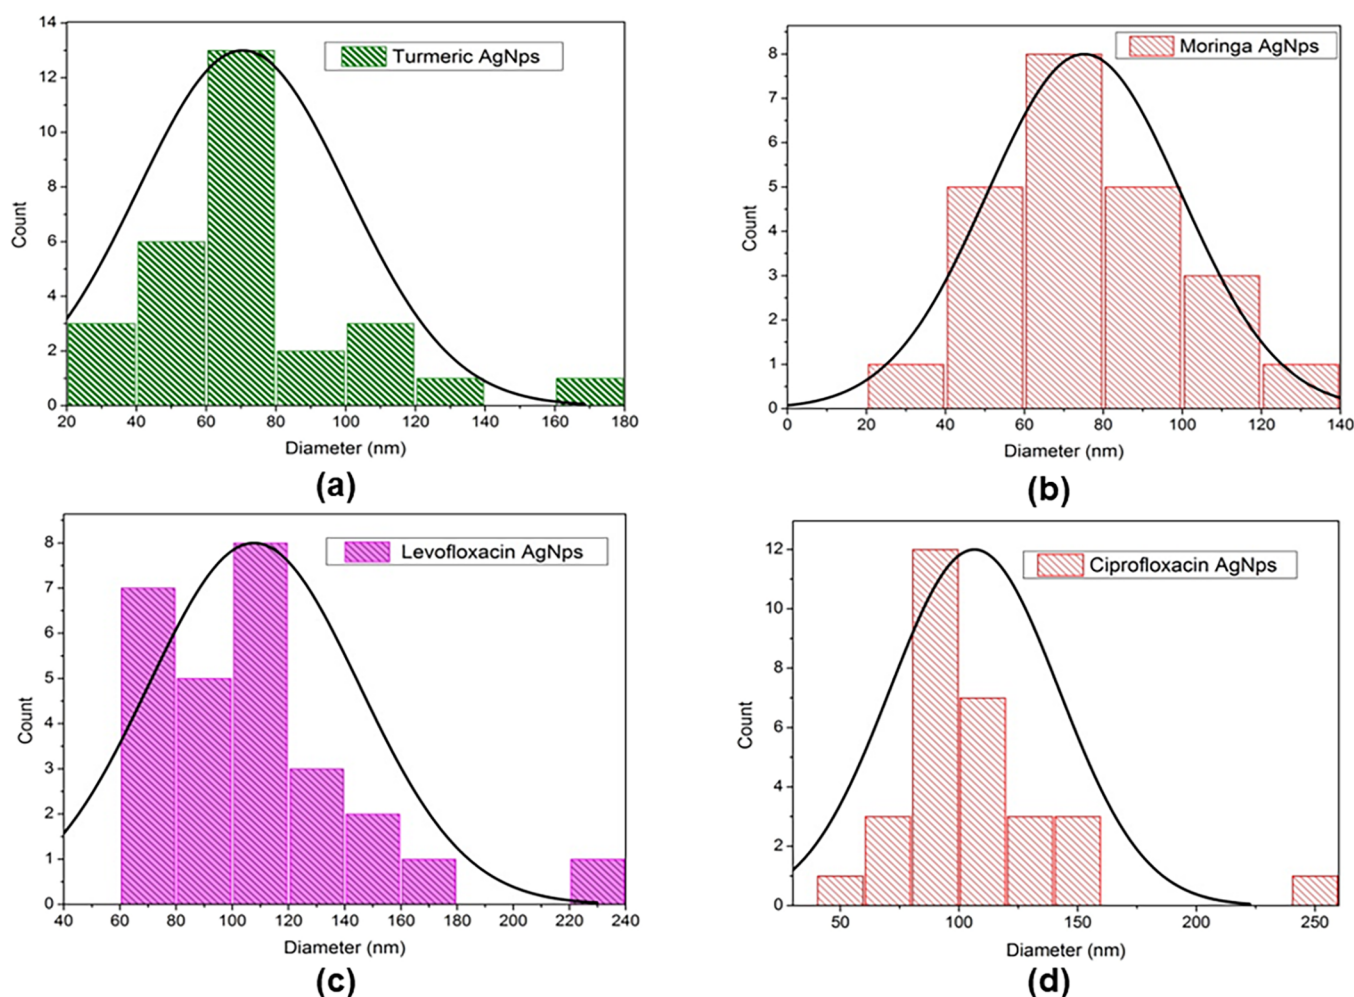 14
12
10
8
6
4
2
0
Count
Turmeric AgNps
20 40 60 80 100 120 140 160 180
Diameter (nm)
(a)
8
7
6
5
4
3
2
1
0
Count
Moringa AgNps
0 20 40 60 80 100 120 140
Diameter (nm)
(b)
8
7
6
5
4
3
2
1
0
Count
Levofloxacin AgNps
40 60 80 100 120 140 160 180 200 220 240
Diameter (nm)
(c)
12
10
8
6
4
2
0
Count
Ciprofloxacin AgNps
50 100 150 200 250
Diameter (nm)
(d)